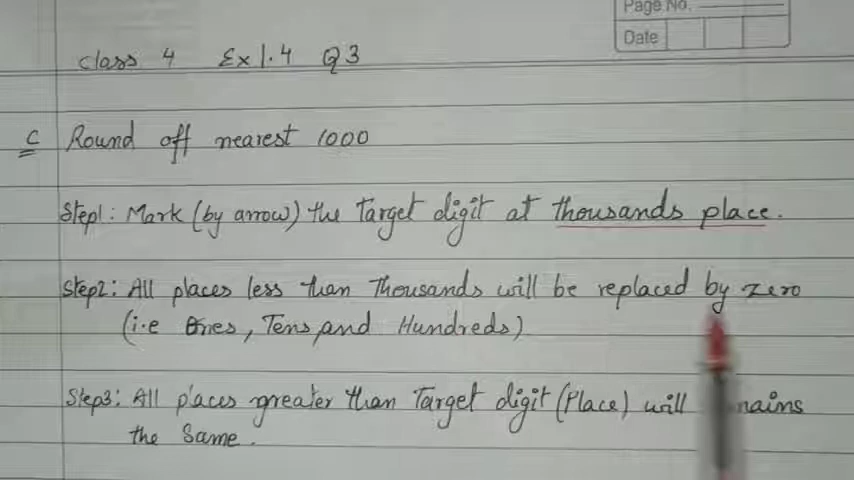 Page No.
Date
Class 4 Ex 1.4 Q3
C Round off nearest 1000
Step1: Mark (by arrow) the Target digit at thousands place.
Step2: All places less than Thousands will be replaced by zero
(i.e Ones, Tens, and Hundreds)
Step3: All places greater than Target digit (Place) will mains
the Same.